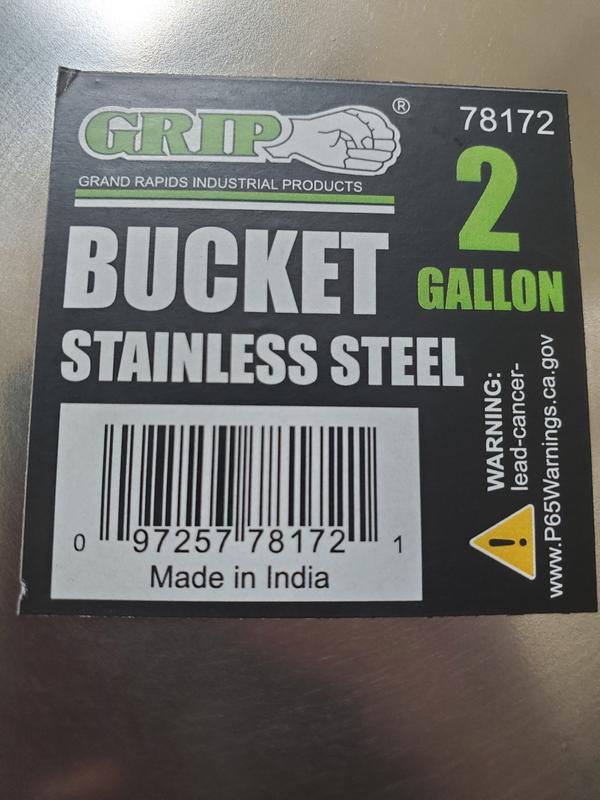 GRIP®
GRAND RAPIDS INDUSTRIAL PRODUCTS
78172
2
GALLON
BUCKET
STAINLESS STEEL
WARNING:
lead-cancer-
www.P65Warnings.ca.gov
0 97257 78172 1
Made in India